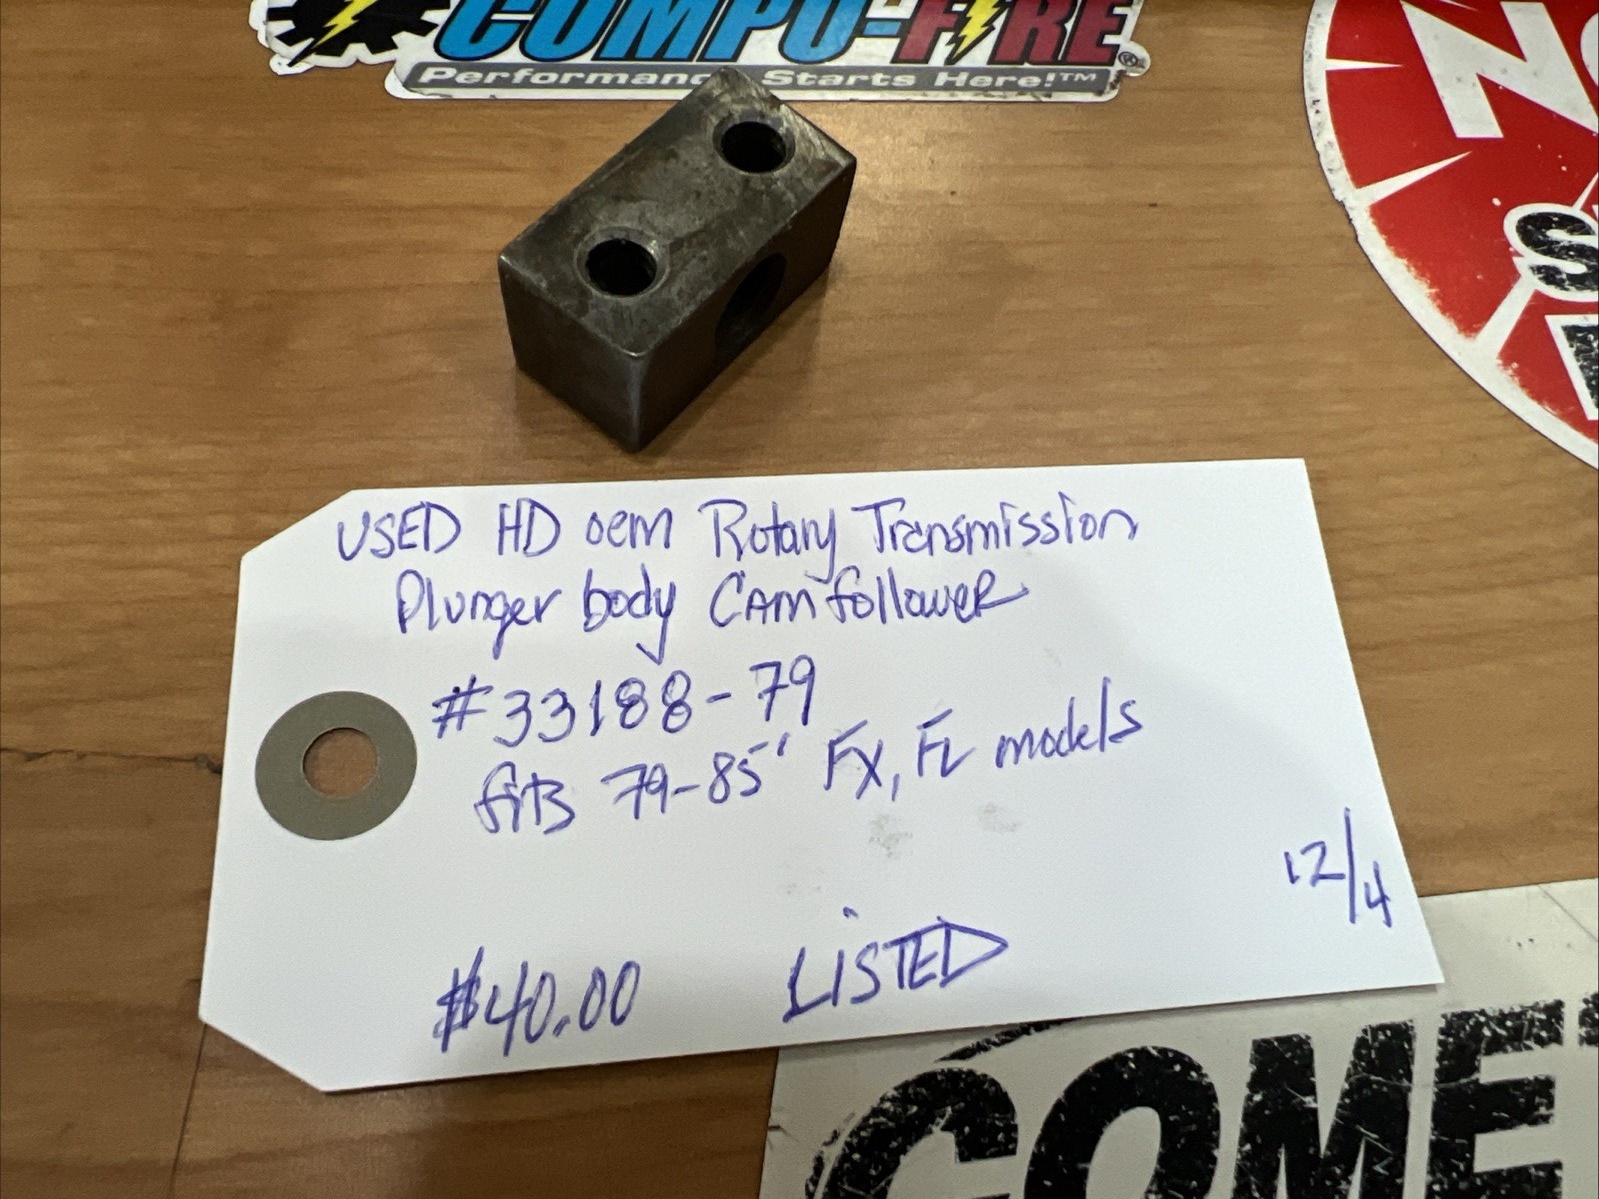 COMPU-FIRE®
Performanc Starts Here!™
USED HD OEM Rotary Transmission
Plunger body CAM follower
#33188-79
fits 79-85' FX, FL models
12/4
$40.00 LiSTED
COME